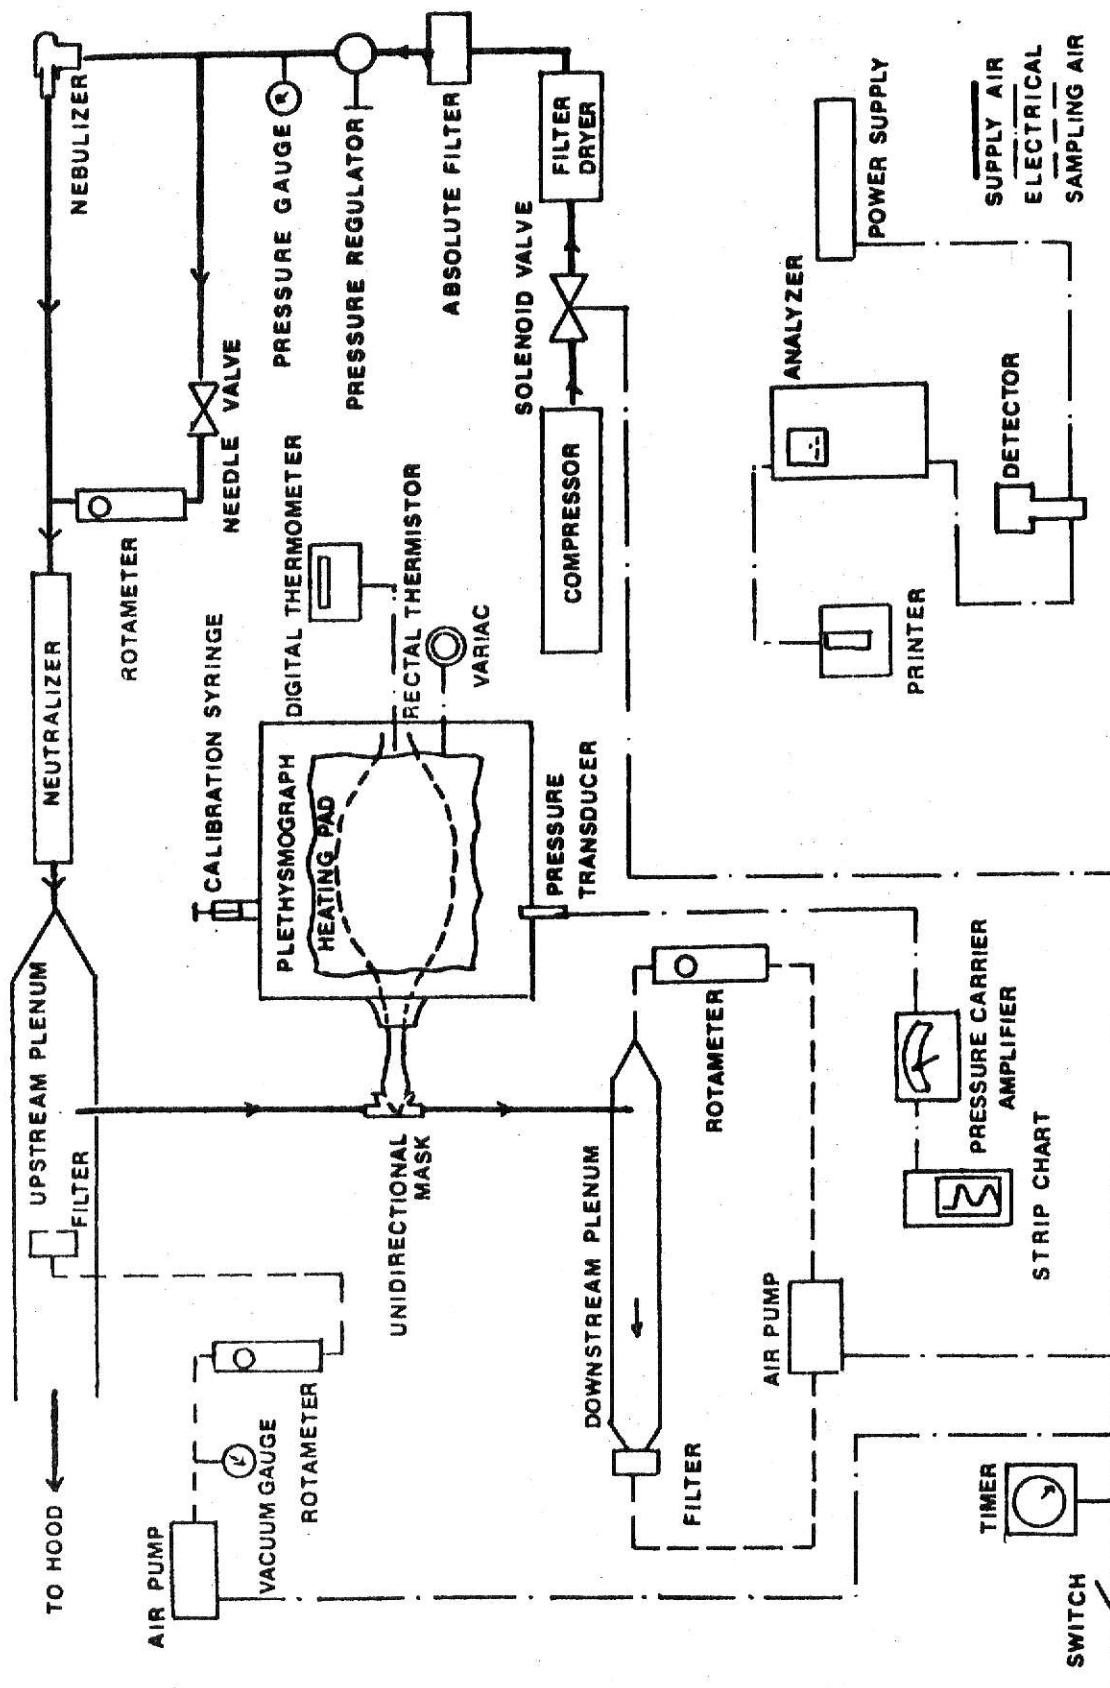 NEBULIZER
PRESSURE GAUGE
R
PRESSURE REGULATOR
ABSOLUTE FILTER
FILTER
DRYER
SOLENOID VALVE
COMPRESSOR
NEEDLE VALVE
ROTAMETER
NEUTRALIZER
UPSTREAM PLENUM
FILTER
TO HOOD
AIR PUMP
VACUUM GAUGE
ROTAMETER
CALIBRATION SYRINGE
DIGITAL THERMOMETER
RECTAL THERMISTOR
VARIAC
PLETHYSMOGRAPH
HEATING PAD
PRESSURE
TRANSDUCER
UNIDIRECTIONAL
MASK
DOWNSTREAM PLENUM
FILTER
ROTAMETER
AIR PUMP
PRESSURE CARRIER
AMPLIFIER
STRIP CHART
TIMER
SWITCH
PRINTER
ANALYZER
DETECTOR
POWER SUPPLY
SUPPLY AIR
ELECTRICAL
SAMPLING AIR